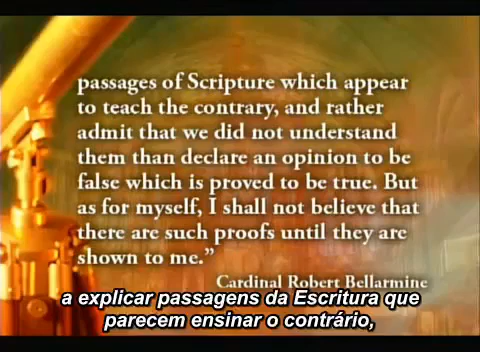 passages of Scripture which appear
to teach the contrary, and rather
admit that we did not understand
them than declare an opinion to be
false which is proved to be true. But
as for myself, I shall not believe that
there are such proofs until they are
shown to me.”
Cardinal Robert Bellarmine
a explicar passagens da Escritura que
parecem ensinar o contrário,